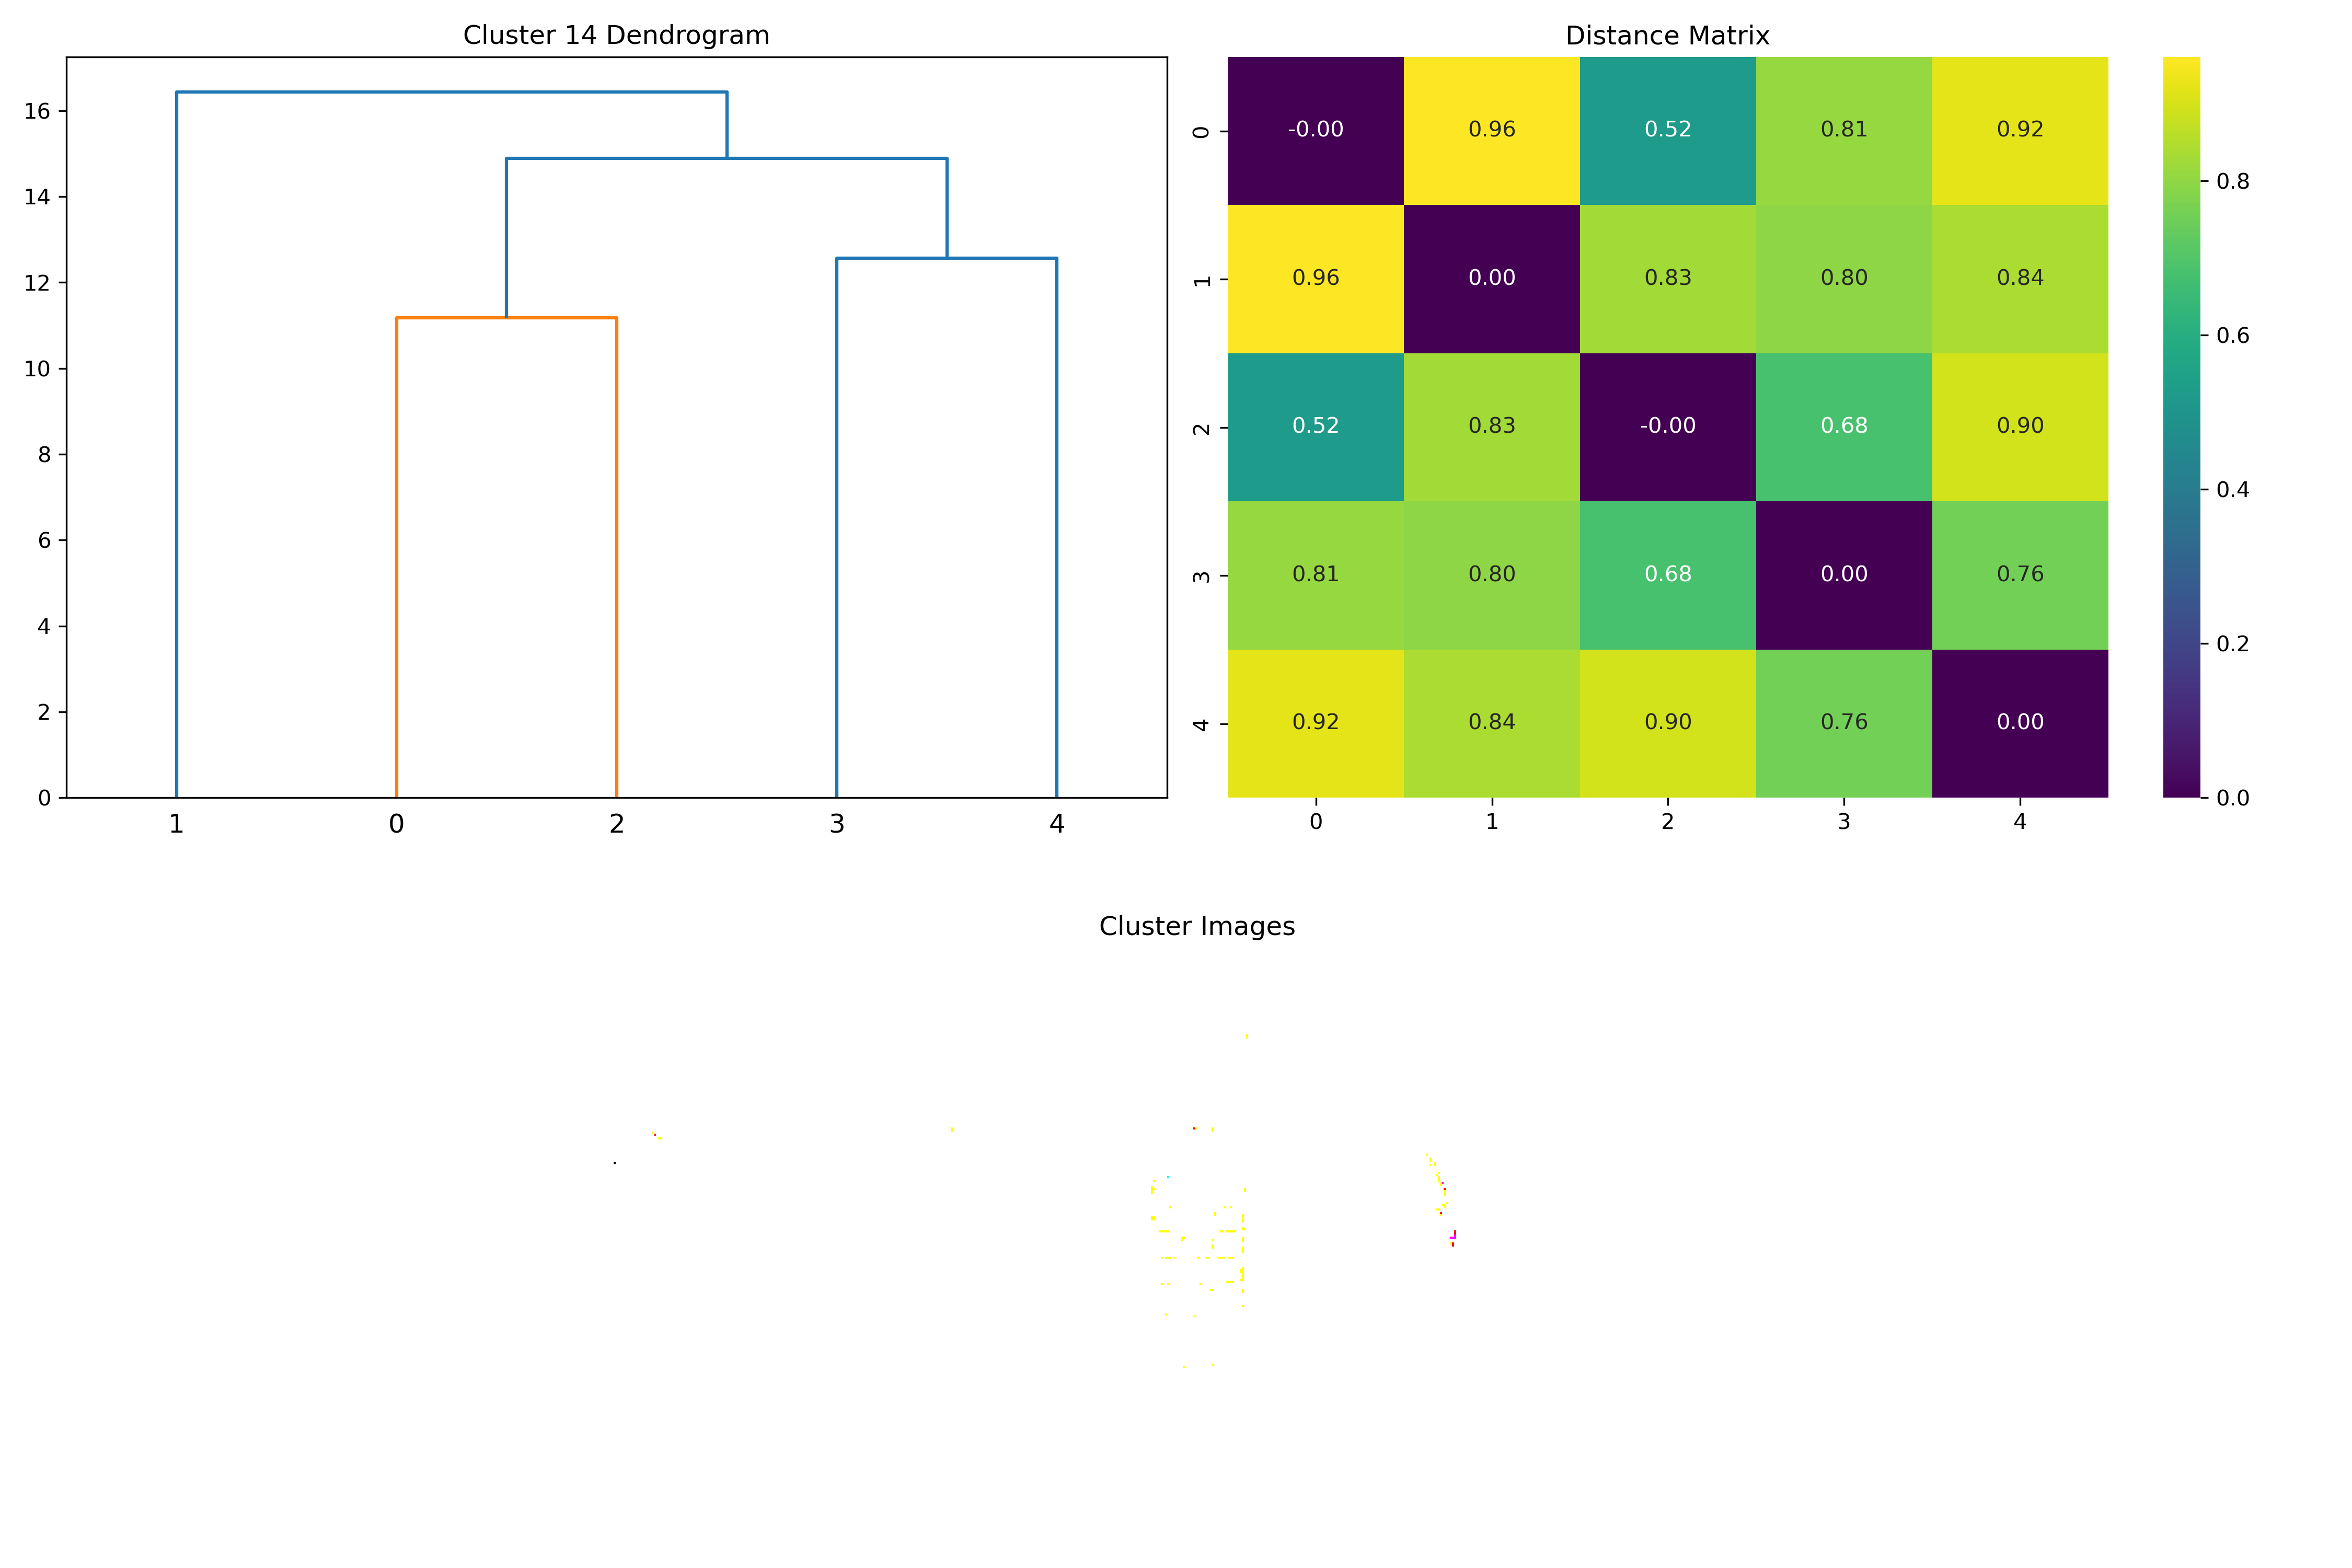 Cluster 14 Dendrogram
16
14
12
10
8
6
4
2
0
1 0 2 3 4
Distance Matrix
0 -0.00 0.96 0.52 0.81 0.92
1 0.96 0.00 0.83 0.80 0.84
2 0.52 0.83 -0.00 0.68 0.90
3 0.81 0.80 0.68 0.00 0.76
4 0.92 0.84 0.90 0.76 0.00
0 1 2 3 4
0.8
0.6
0.4
0.2
0.0
Cluster Images